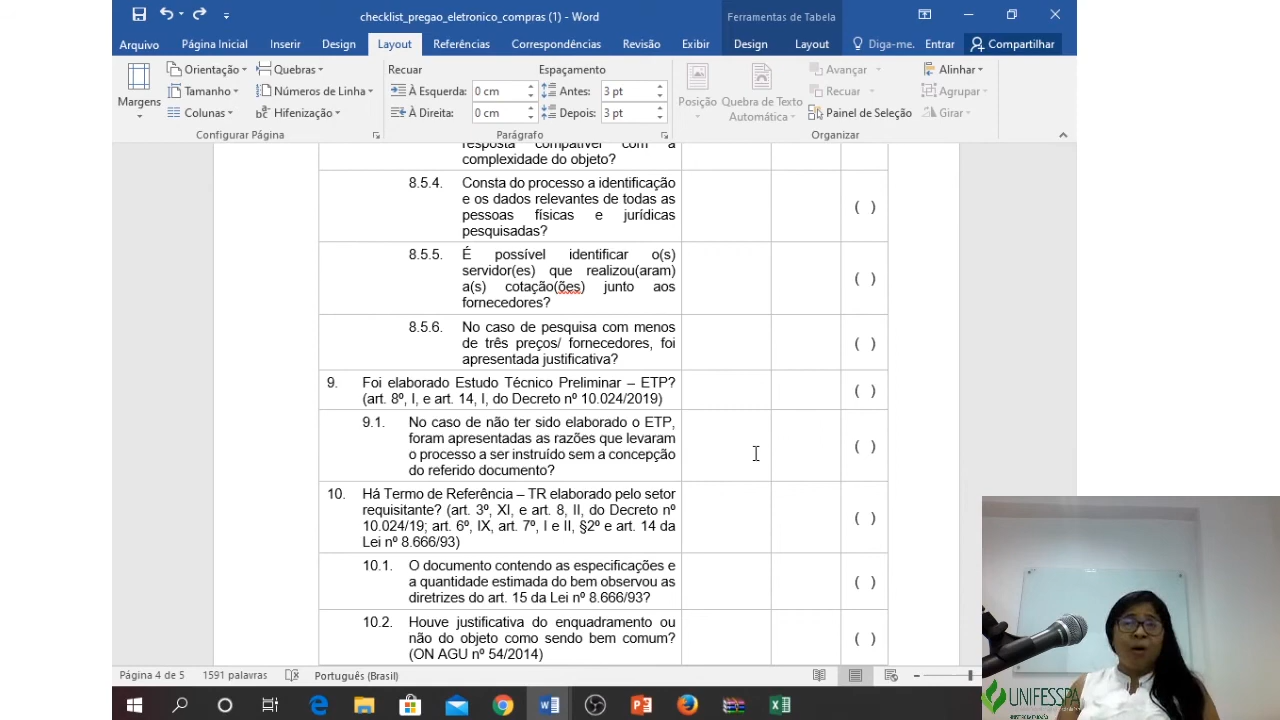 checklist_pregao_eletronico_compras (1) - Word
Ferramentas de Tabela
Arquivo Página Inicial Inserir Design Layout Referências Correspondências Revisão Exibir Design Layout Diga-me. Entrar Compartilhar
Margens
Orientação
Tamanho
Colunas
Quebras
Números de Linha
Hifenização
Configurar Página
Recuar
À Esquerda: 0 cm
À Direita: 0 cm
Espaçamento
Antes: 3 pt
Depois: 3 pt
Parágrafo
Posição
Quebra de Texto
Automática
Avançar
Recuar
Painel de Seleção
Alinhar
Agrupar
Girar
Organizar
resposta compatível com a
complexidade do objeto?
8.5.4. Consta do processo a identificação
e os dados relevantes de todas as
pessoas físicas e jurídicas
pesquisadas?
( )
8.5.5. É possível identificar o(s)
servidor(es) que realizou(aram)
a(s) cotação(ões) junto aos
fornecedores?
( )
8.5.6. No caso de pesquisa com menos
de três preços/ fornecedores, foi
apresentada justificativa?
( )
9. Foi elaborado Estudo Técnico Preliminar – ETP?
(art. 8º, I, e art. 14, I, do Decreto nº 10.024/2019)
( )
9.1. No caso de não ter sido elaborado o ETP,
foram apresentadas as razões que levaram
o processo a ser instruído sem a concepção
do referido documento?
( )
10. Há Termo de Referência – TR elaborado pelo setor
requisitante? (art. 3º, XI, e art. 8, II, do Decreto nº
10.024/19; art. 6º, IX, art. 7º, I e II, §2º e art. 14 da
Lei nº 8.666/93)
( )
10.1. O documento contendo as especificações e
a quantidade estimada do bem observou as
diretrizes do art. 15 da Lei nº 8.666/93?
( )
10.2. Houve justificativa do enquadramento ou
não do objeto como sendo bem comum?
(ON AGU nº 54/2014)
( )
Página 4 de 5 1591 palavras Português (Brasil)
UNIFESSPA